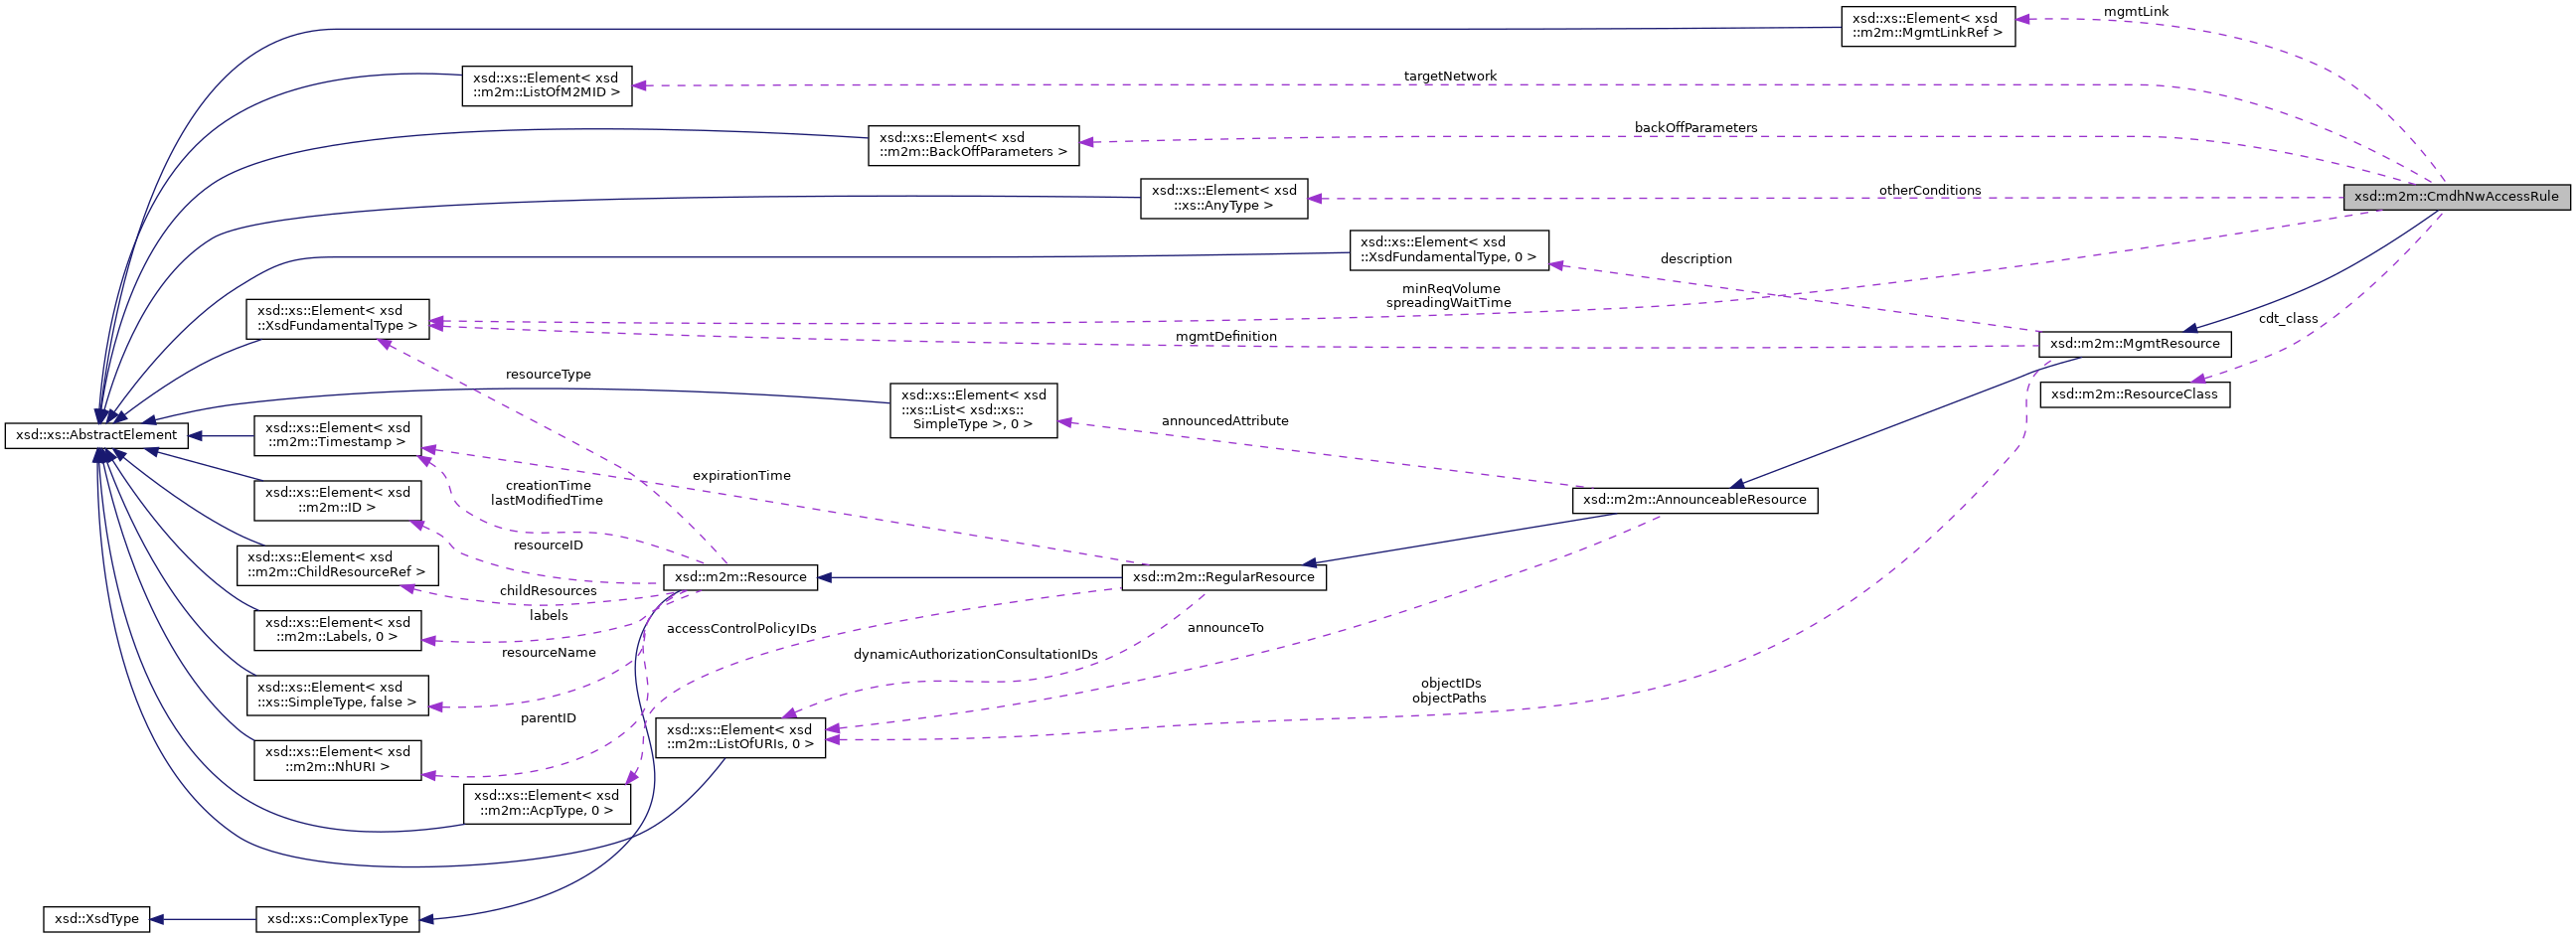 xsd::xs::Element< xsd
::m2m::MgmtLinkRef >
mgmtLink
xsd::xs::Element< xsd
::m2m::ListOfM2MID >
targetNetwork
xsd::xs::Element< xsd
::m2m::BackOffParameters >
backOffParameters
xsd::xs::Element< xsd
::xs::AnyType >
otherConditions
xsd::m2m::CmdhNwAccessRule
xsd::xs::Element< xsd
::XsdFundamentalType, 0 >
description
minReqVolume
spreadingWaitTime
xsd::xs::Element< xsd
::XsdFundamentalType >
mgmtDefinition
cdt_class
xsd::m2m::MgmtResource
resourceType
xsd::m2m::ResourceClass
xsd::xs::Element< xsd
::xs::List< xsd::xs::
SimpleType >, 0 >
announcedAttribute
xsd::xs::AbstractElement
xsd::xs::Element< xsd
::m2m::Timestamp >
expirationTime
creationTime
lastModifiedTime
xsd::m2m::AnnounceableResource
xsd::xs::Element< xsd
::m2m::ID >
resourceID
xsd::xs::Element< xsd
::m2m::ChildResourceRef >
xsd::m2m::Resource
xsd::m2m::RegularResource
childResources
labels
xsd::xs::Element< xsd
::m2m::Labels, 0 >
accessControlPolicyIDs
announceTo
resourceName
dynamicAuthorizationConsultationIDs
xsd::xs::Element< xsd
::xs::SimpleType, false >
objectIDs
objectPaths
parentID
xsd::xs::Element< xsd
::m2m::ListOfURIs, 0 >
xsd::xs::Element< xsd
::m2m::NhURI >
xsd::xs::Element< xsd
::m2m::AcpType, 0 >
xsd::XsdType
xsd::xs::ComplexType